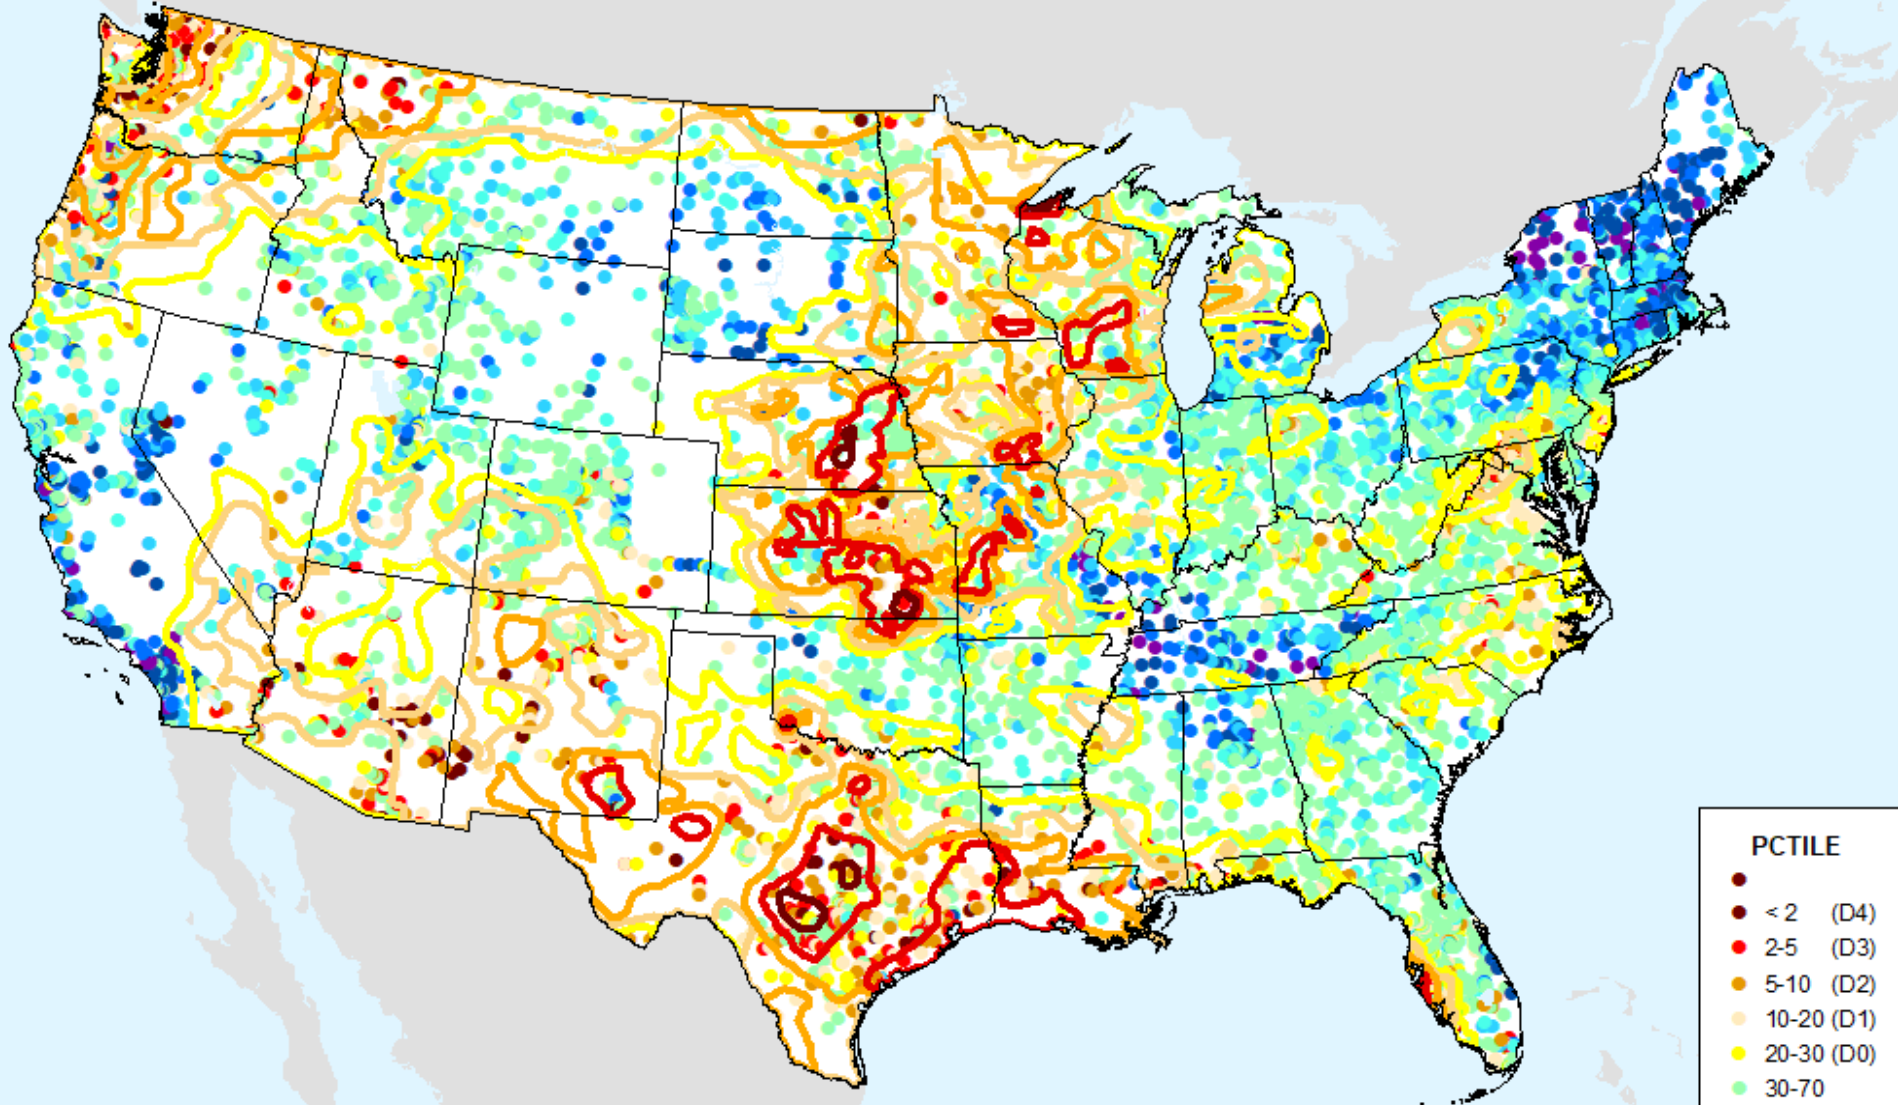 PCTILE
< 2 (D4)
2-5 (D3)
5-10 (D2)
10-20 (D1)
20-30 (D0)
30-70